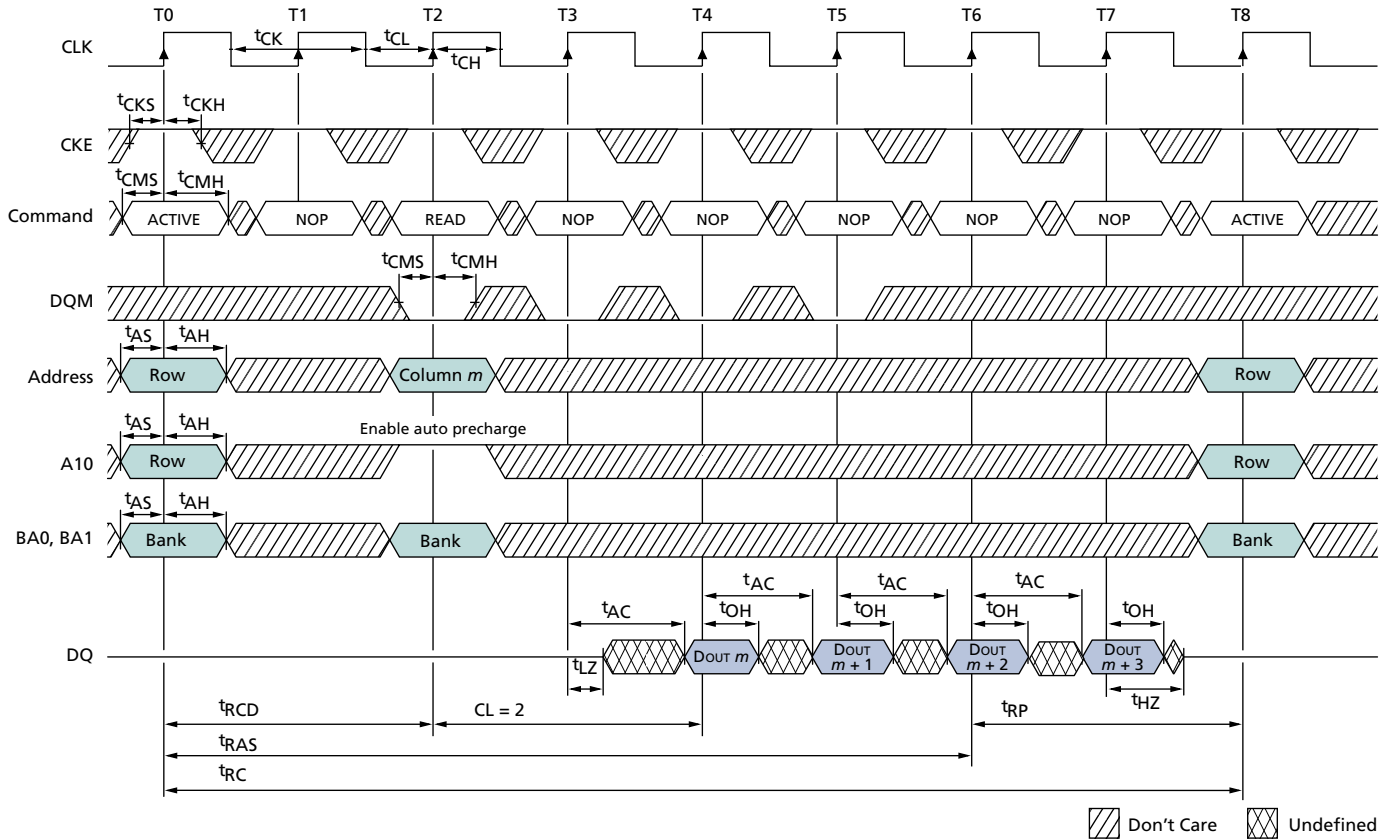 T0 T1 T2 T3 T4 T5 T6 T7 T8
CLK
tCK tCL
tCH
tCKS tCKH
CKE
tCMS tCMH
Command ACTIVE NOP READ NOP NOP NOP NOP NOP ACTIVE
tCMS tCMH
DQM
tAS tAH
Address Row Column m Row
tAS tAH
Enable auto precharge
A10 Row Row
tAS tAH
BA0, BA1 Bank Bank Bank
tAC tAC tAC
tAC tOH tOH tOH tOH
DQ DOUT m DOUT m + 1 DOUT m + 2 DOUT m + 3
tLZ tHZ
tRCD CL = 2 tRP
tRAS
tRC
Don't Care Undefined